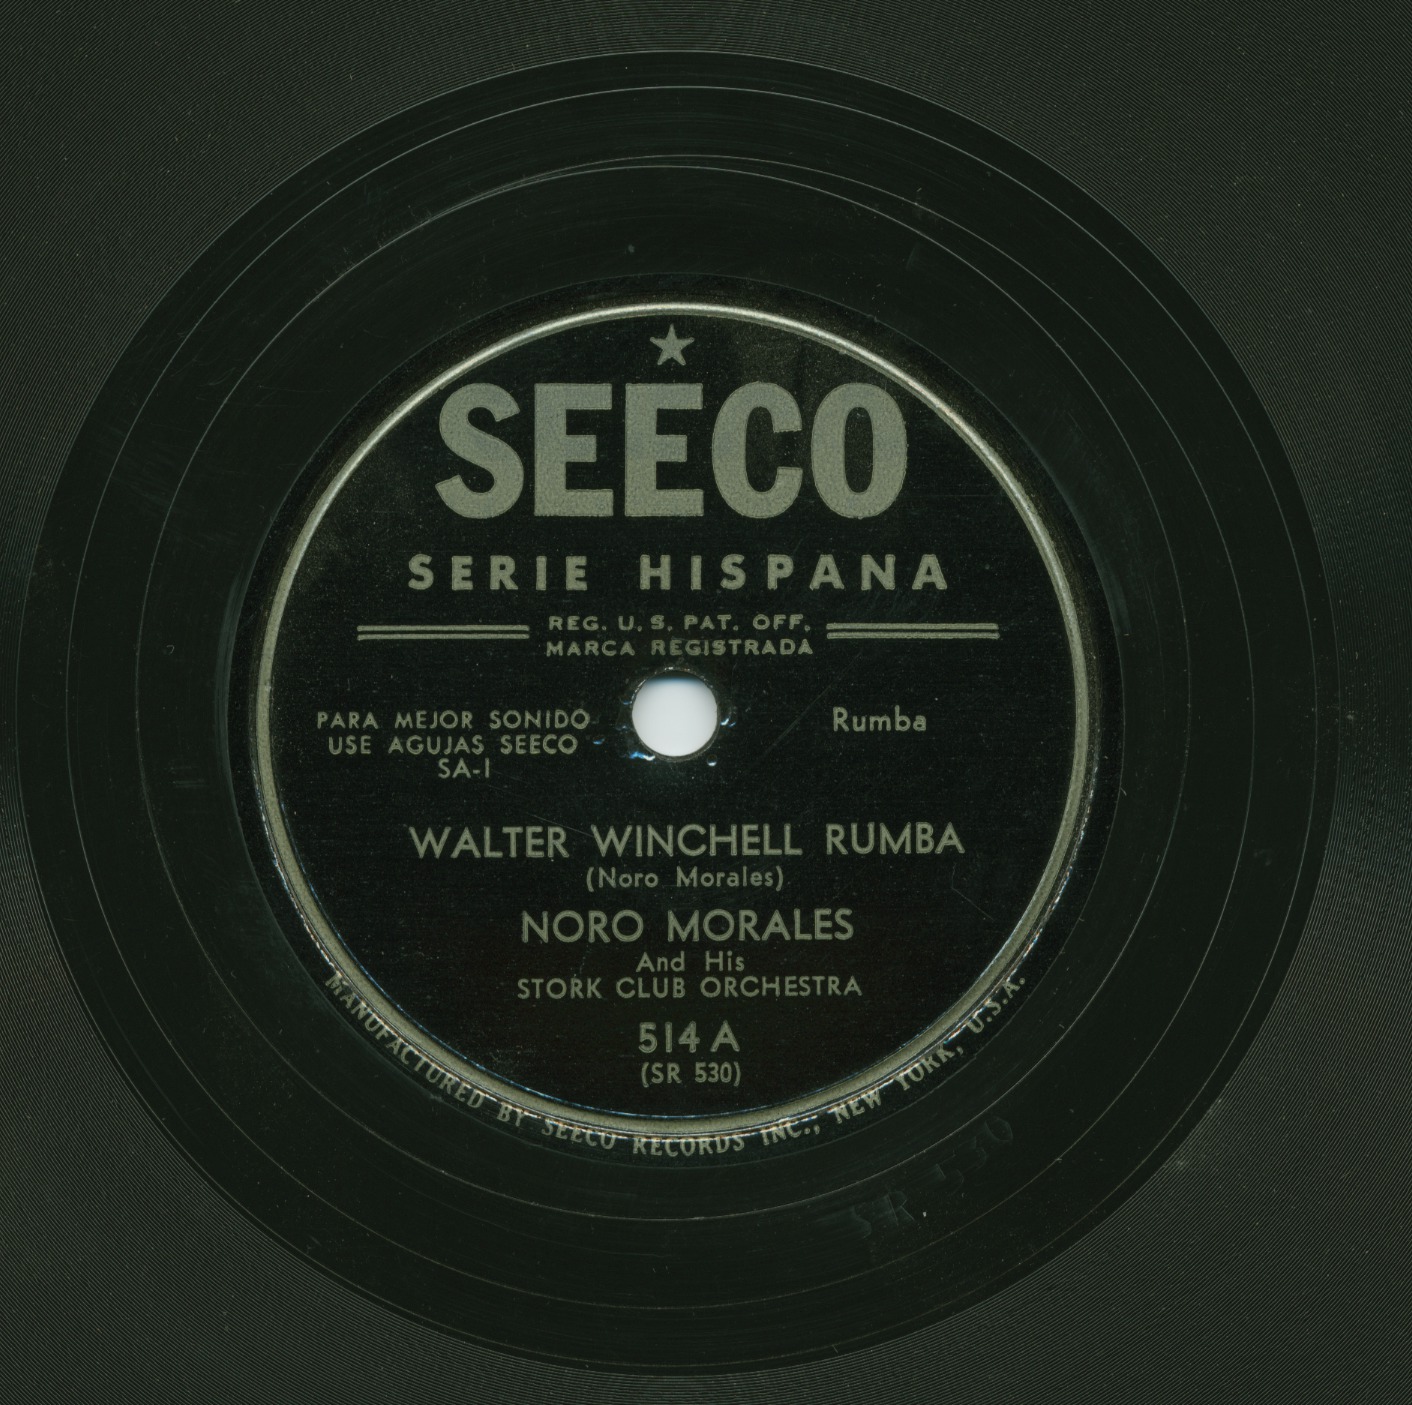 SEECO
SERIE HISPANA
REG. U. S. PAT. OFF.
MARCA REGISTRADA
PARA MEJOR SONIDO
USE AGUJAS SEECO
SA-1
Rumba
WALTER WINCHELL RUMBA
(Noro Morales)
NORO MORALES
And His
STORK CLUB ORCHESTRA
514 A
(SR 530)
MANUFACTURED BY SEECO RECORDS INC., NEW YORK, U.S.A.
SR 530